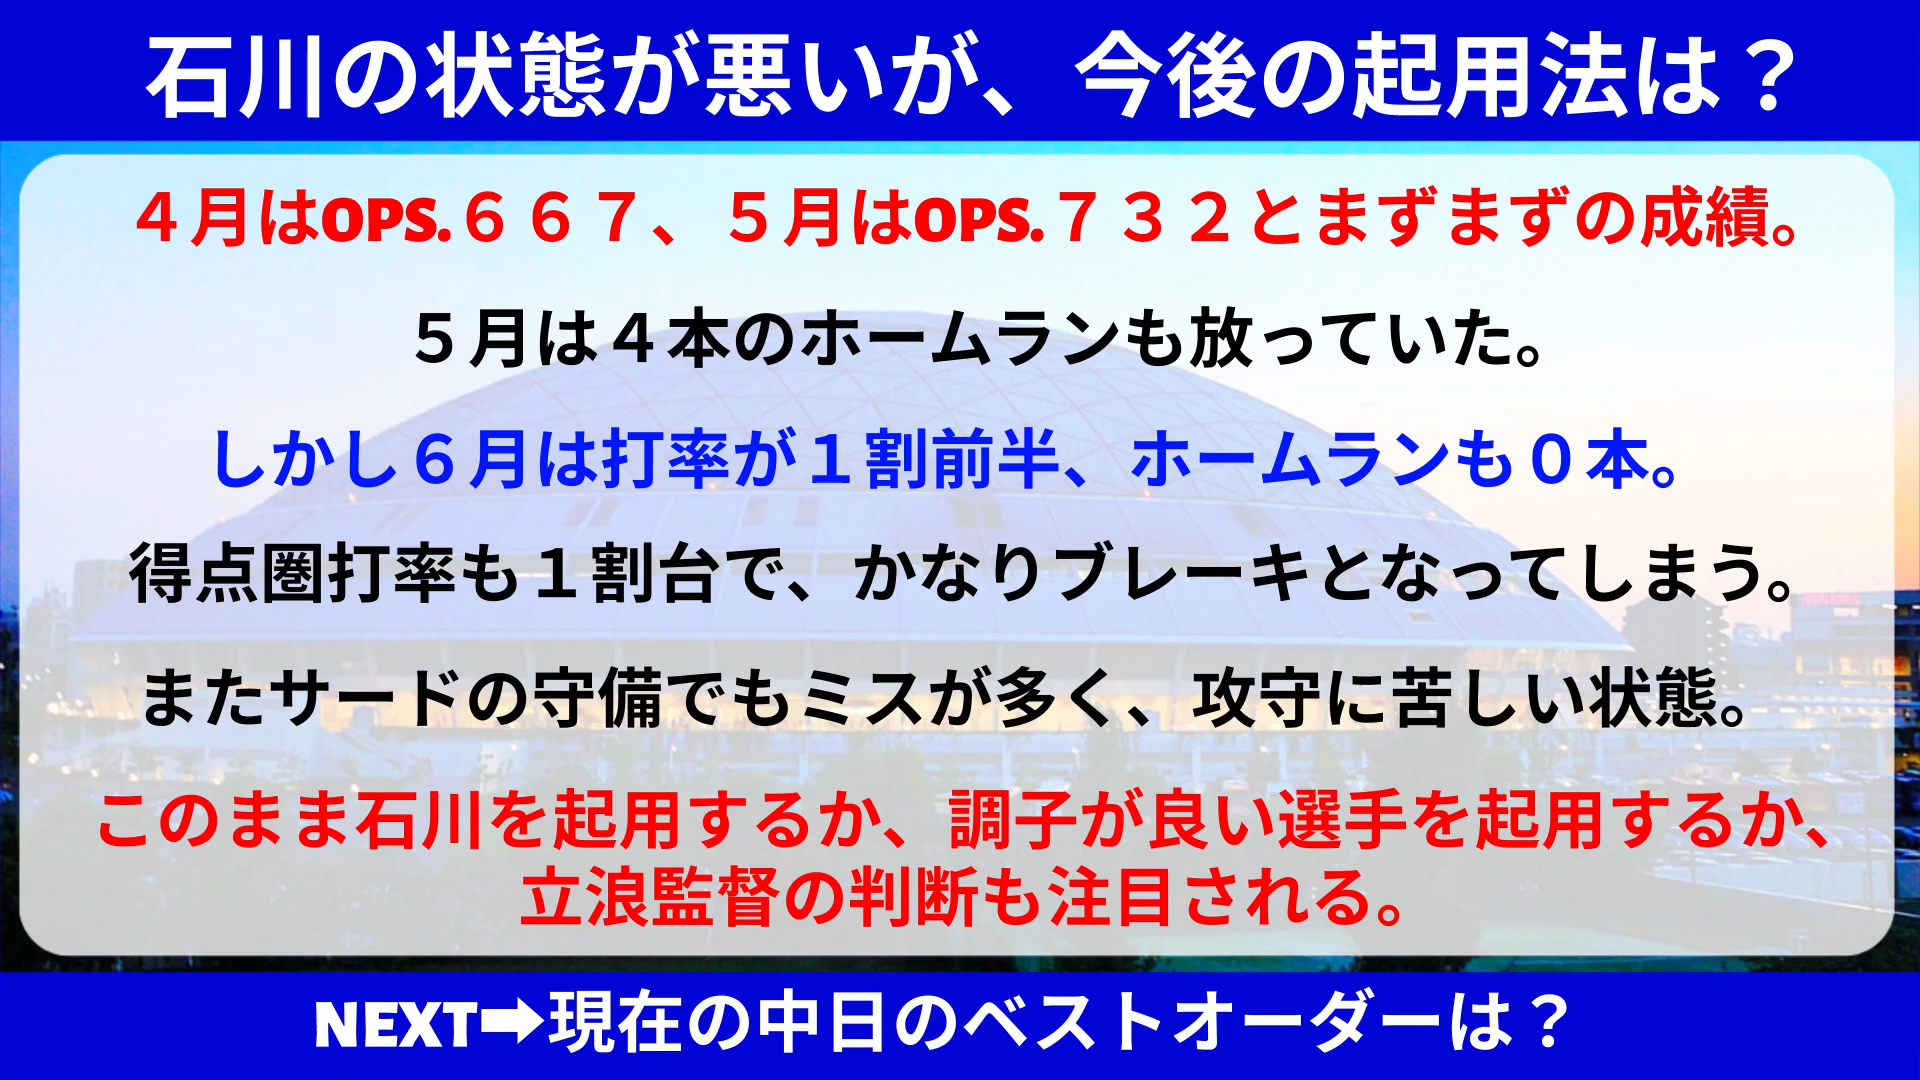 石川の状態が悪いが、今後の起用法は？
４月はOPS.６６７、５月はOPS.７３２とまずまずの成績。
５月は４本のホームランも放っていた。
しかし６月は打率が１割前半、ホームランも０本。
得点圏打率も１割台で、かなりブレーキとなってしまう。
またサードの守備でもミスが多く、攻守に苦しい状態。
このまま石川を起用するか、調子が良い選手を起用するか、
立浪監督の判断も注目される。
NEXT➡現在の中日のベストオーダーは？